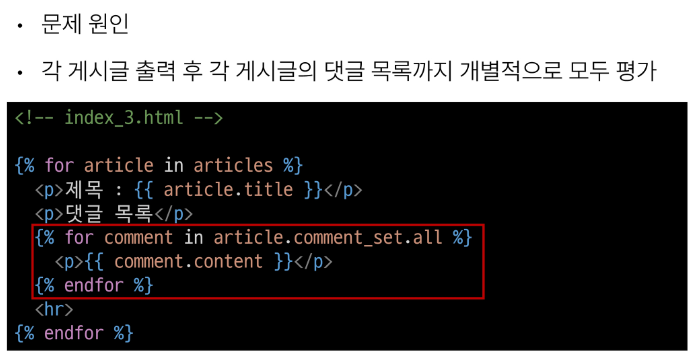 • 문제 원인
• 각 게시글 출력 후 각 게시글의 댓글 목록까지 개별적으로 모두 평가
<!-- index_3.html -->
{% for article in articles %}
<p>제목 : {{ article.title }}</p>
<p>댓글 목록</p>
{% for comment in article.comment_set.all %}
<p>{{ comment.content }}</p>
{% endfor %}
<hr>
{% endfor %}